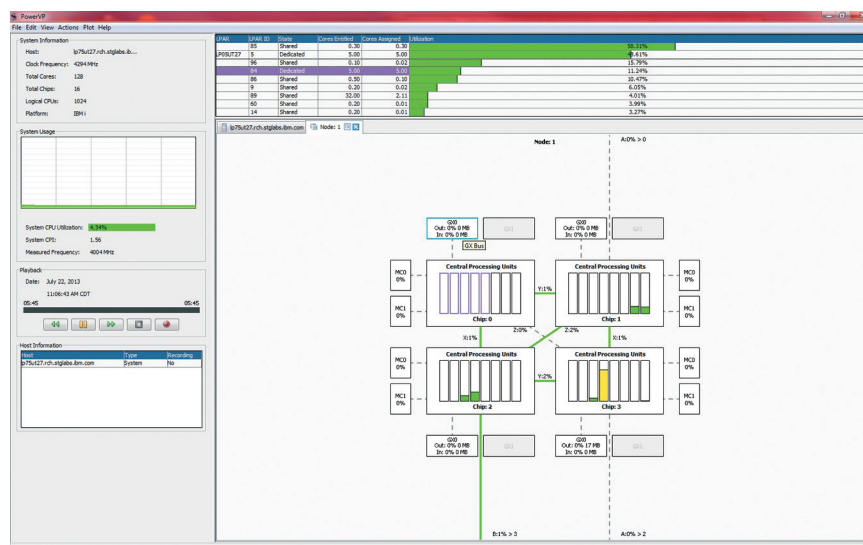 PowerVP
File Edit View Actions Plot Help
System Information
Host: lp75ut27.rch.stglabs.ib...
Clock Frequency: 4294 MHz
Total Cores: 128
Total Chips: 16
Logical CPUs: 1024
Platform: IBM i
System Usage
System CPU Utilization: 4.34%
System CPI: 1.56
Measured Frequency: 4004 MHz
Playback
Date: July 22, 2013
11:06:43 AM CDT
05:45 05:45
Host Information
Host Type Recording
lp75ut27.rch.stglabs.ibm.com System No
LPAR LPAR ID State Cores Entitled Cores Assigned Utilization
85 Shared 0.30 0.30 58.31%
LP05UT27 5 Dedicated 5.00 5.00 48.61%
96 Shared 0.10 0.02 15.79%
84 Dedicated 5.00 5.00 11.24%
86 Shared 0.50 0.10 10.47%
9 Shared 0.20 0.02 6.05%
89 Shared 32.00 2.11 4.01%
60 Shared 0.20 0.01 3.99%
14 Shared 0.20 0.01 3.27%
lp75ut27.rch.stglabs.ibm.com Node: 1
Node: 1 A:0% > 0
GX0
Out: 0% 0 MB
In: 0% 0 MB
GX1
GX0
Out: 0% 0 MB
In: 0% 0 MB
GX1
GX Bus
MC0
0%
MC1
0%
Central Processing Units
Chip: 0
Y:1%
Central Processing Units
Chip: 1
MC0
0%
MC1
0%
X:1% Z:0% Z:2% X:1%
MC0
0%
MC1
0%
Central Processing Units
Chip: 2
Y:2%
Central Processing Units
Chip: 3
MC0
0%
MC1
0%
GX0
Out: 0% 0 MB
In: 0% 0 MB
GX1
GX0
Out: 0% 17 MB
In: 0% 0 MB
GX1
B:1% > 3 A:0% > 2